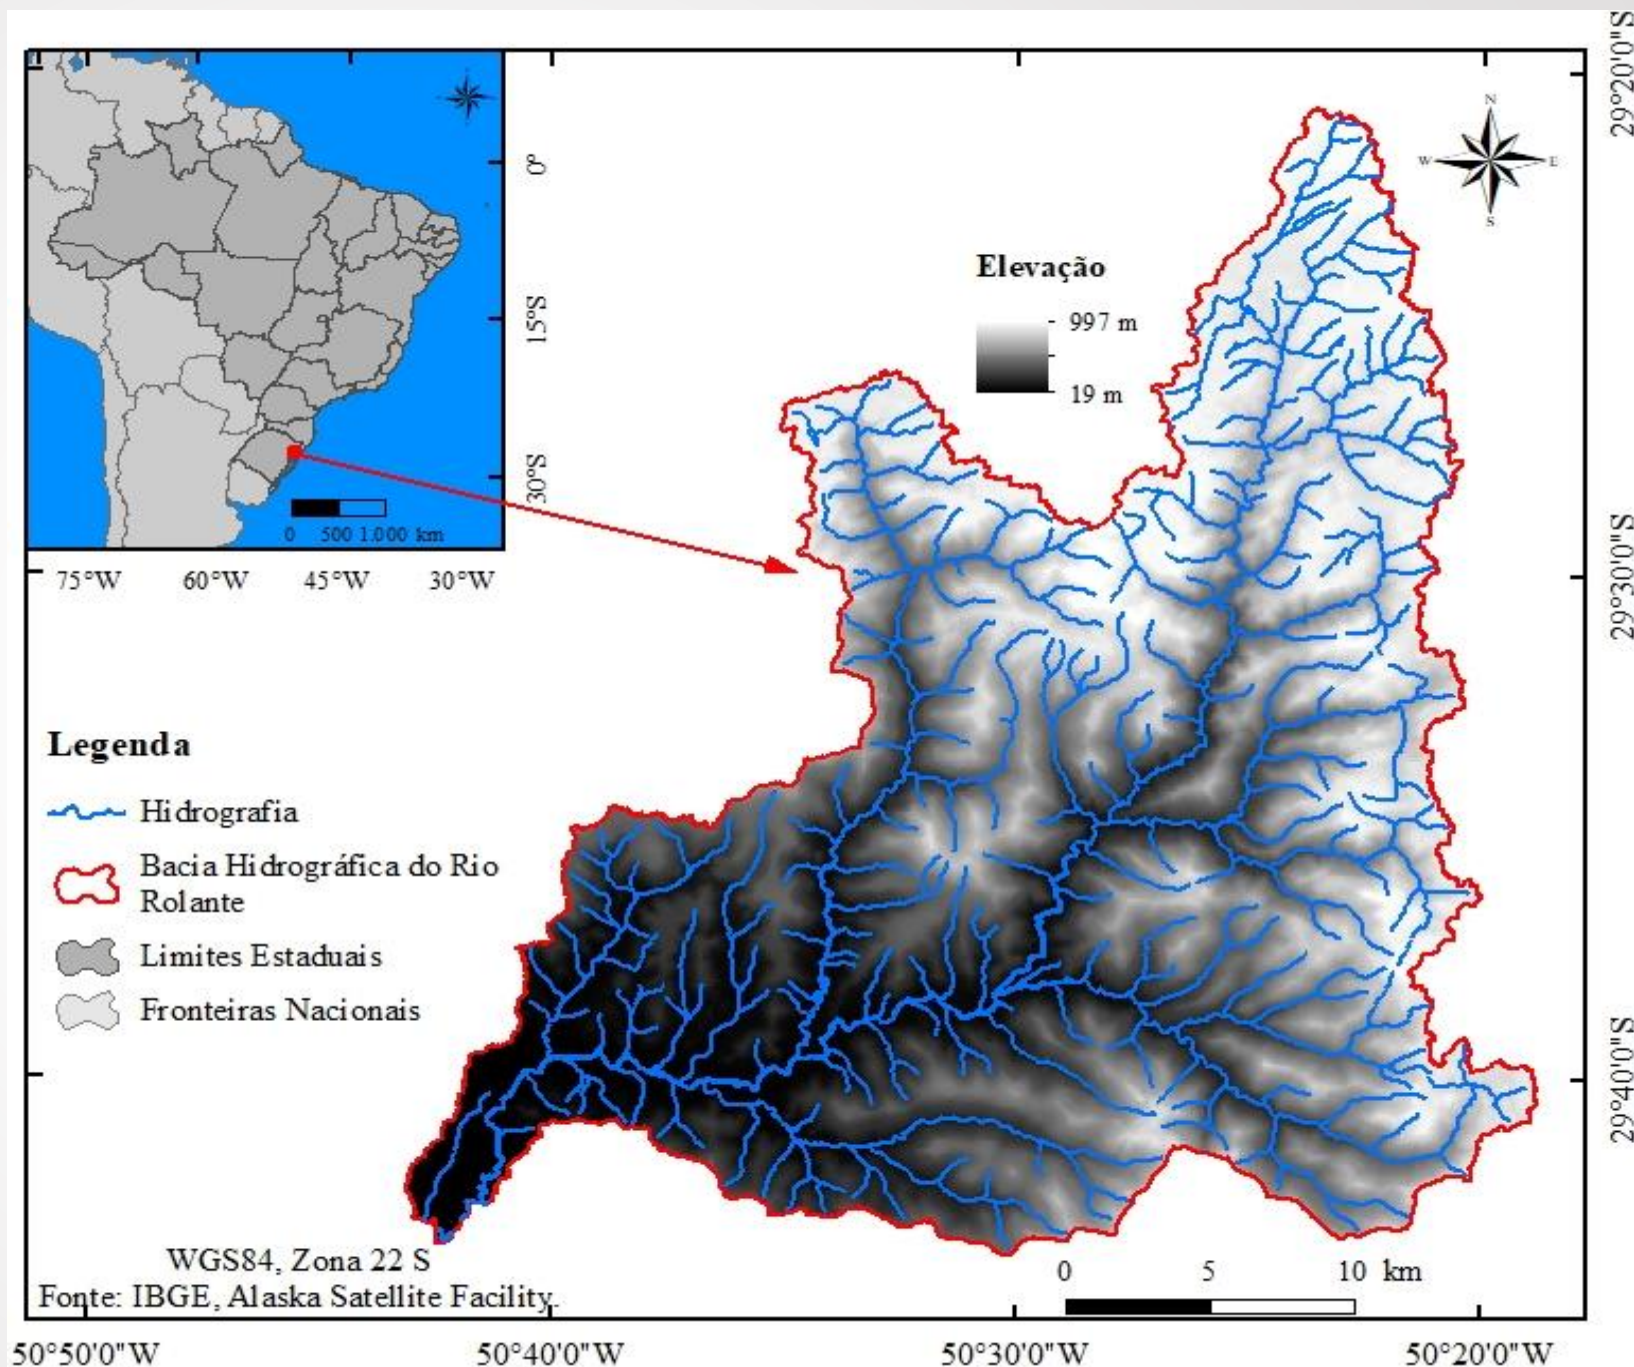 0°
15°S
30°S
0 500 1.000 km
75°W 60°W 45°W 30°W
N
W E
S
Elevação
997 m
19 m
29°20'0"S
29°30'0"S
29°40'0"S
Legenda
Hidrografia
Bacia Hidrográfica do Rio
Rolante
Limites Estaduais
Fronteiras Nacionais
WGS84, Zona 22 S
Fonte: IBGE, Alaska Satellite Facility.
0 5 10 km
50°50'0"W 50°40'0"W 50°30'0"W 50°20'0"W